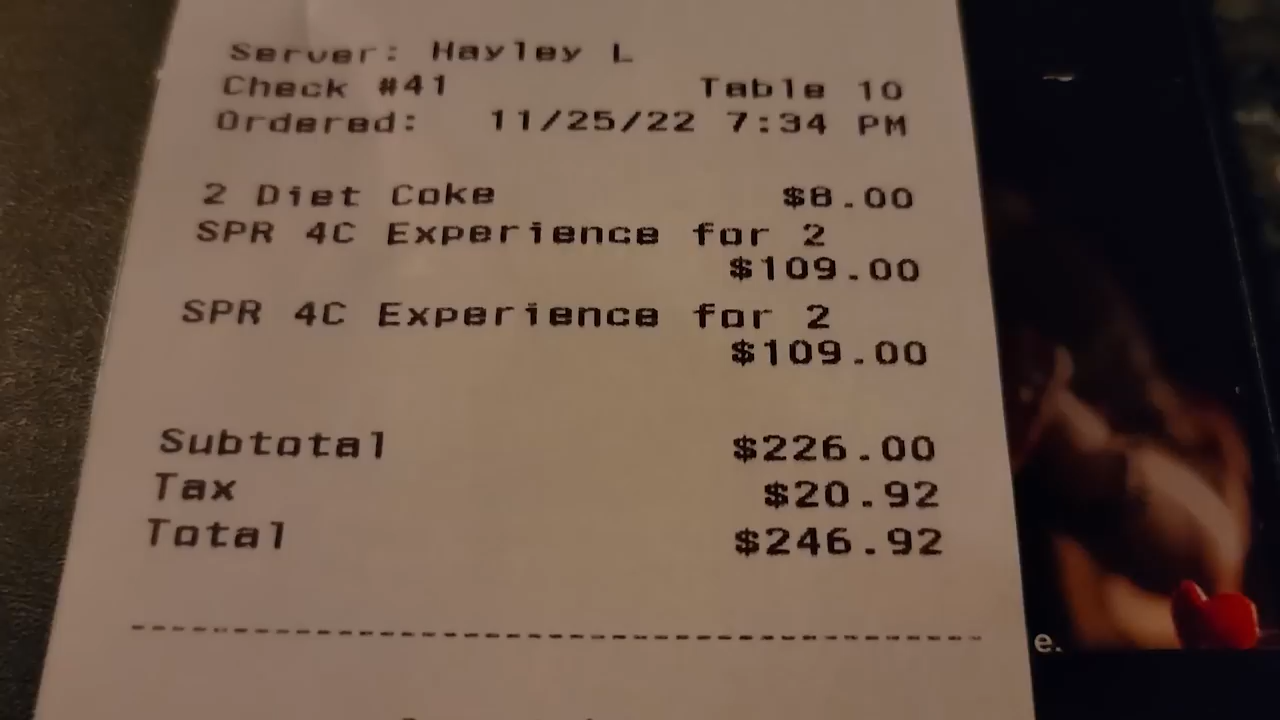 Server: Hayley L
Check #41 Table 10
Ordered: 11/25/22 7:34 PM
2 Diet Coke $8.00
SPR 4C Experience for 2
$109.00
SPR 4C Experience for 2
$109.00
Subtotal $226.00
Tax $20.92
Total $246.92
--------------------------------------------------
e.